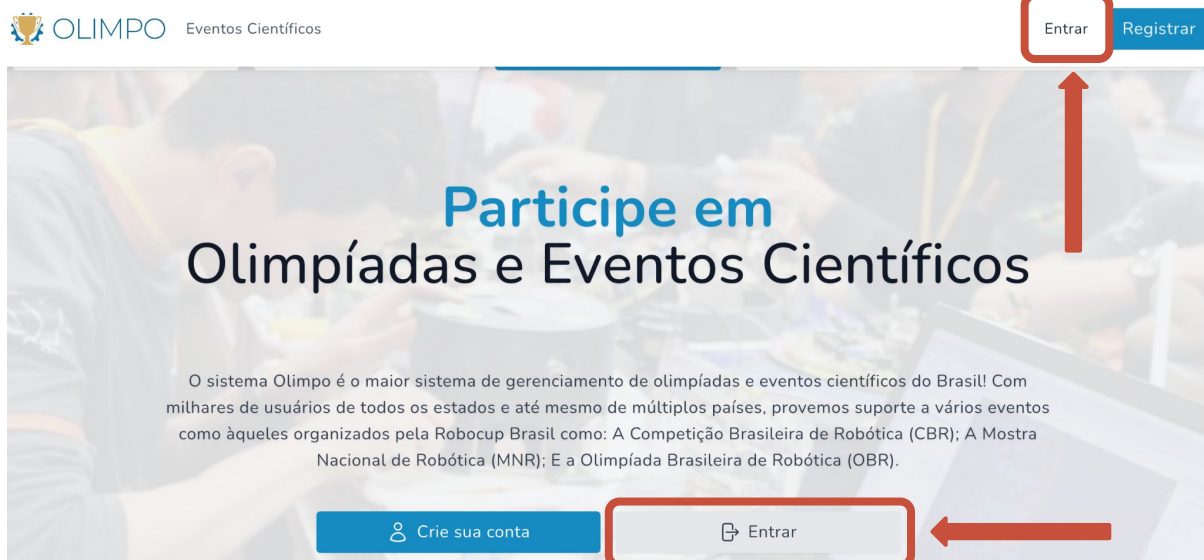 OLIMPO Eventos Científicos Entrar Registrar
Participe em
Olimpíadas e Eventos Científicos
O sistema Olimpo é o maior sistema de gerenciamento de olimpíadas e eventos científicos do Brasil! Com
milhares de usuários de todos os estados e até mesmo de múltiplos países, provemos suporte a vários eventos
como àqueles organizados pela Robocup Brasil como: A Competição Brasileira de Robótica (CBR); A Mostra
Nacional de Robótica (MNR); E a Olimpíada Brasileira de Robótica (OBR).
Crie sua conta Entrar